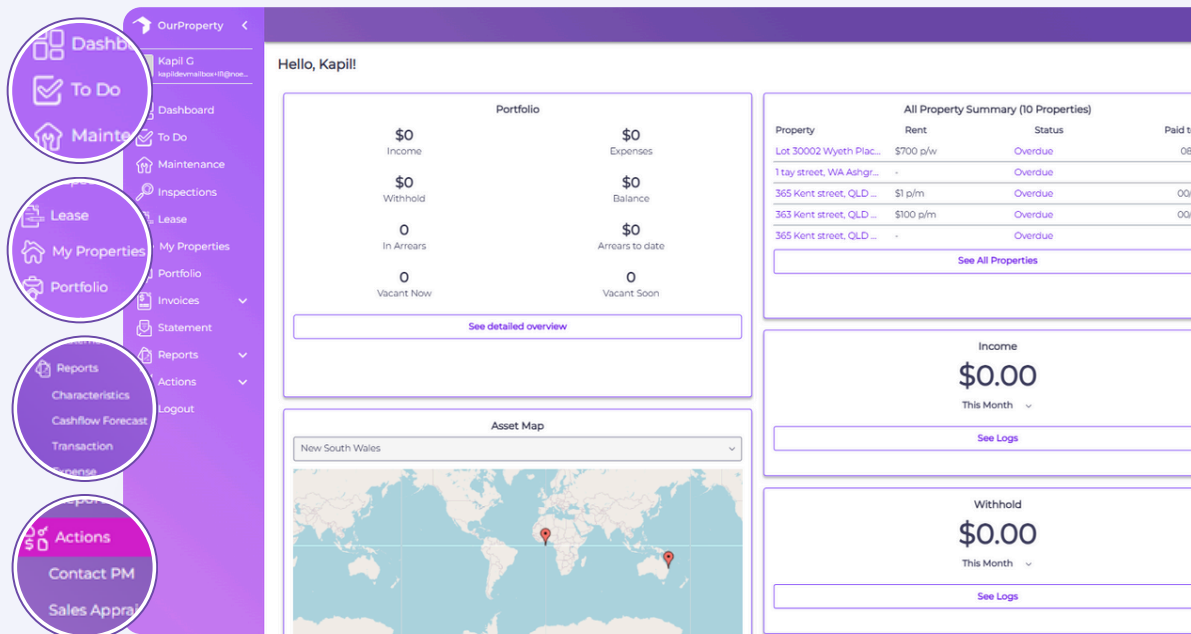 Dashb
To Do
Mainte
Lease
My Properties
Portfolio
Reports
Characteristics
Cashflow Forecast
Transaction
Expense
Actions
Contact PM
Sales Apprai
OurProperty
Kapil G
Dashboard
To Do
Maintenance
Inspections
Lease
My Properties
Portfolio
Invoices
Statement
Reports
Actions
Logout
Hello, Kapil!
Portfolio
$0 $0
Income Expenses
$0 $0
Withhold Balance
0 $0
In Arrears Arrears to date
0 0
Vacant Now Vacant Soon
See detailed overview
Asset Map
New South Wales
All Property Summary (10 Properties)
Property Rent Status Paid t
Lot 30002 Wyeth Plac... $700 p/w Overdue 08
1 tay street, WA Ashgr... - Overdue
365 Kent street, QLD ... $1 p/m Overdue 00/
363 Kent street, QLD ... $100 p/m Overdue 00/
365 Kent street, QLD ... - Overdue
See All Properties
Income
$0.00
This Month
See Logs
Withhold
$0.00
This Month
See Logs